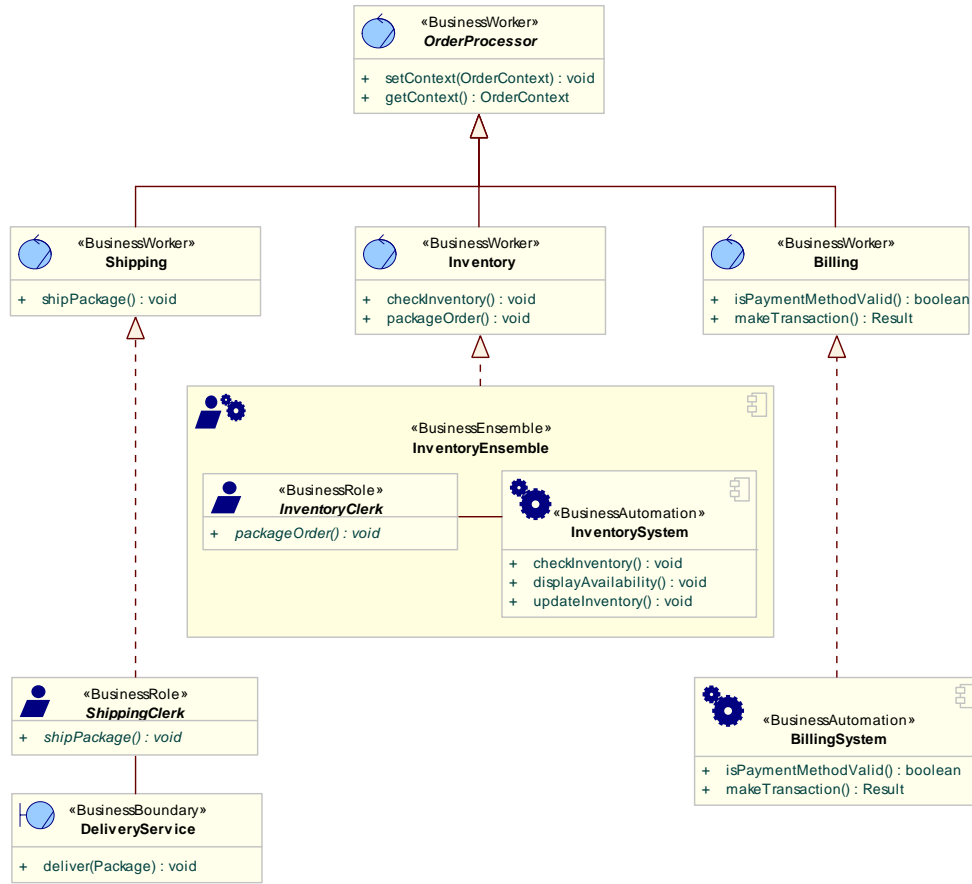 «BusinessWorker»
OrderProcessor
+ setContext(OrderContext) : void
+ getContext() : OrderContext
«BusinessWorker»
Shipping
+ shipPackage() : void
«BusinessWorker»
Inventory
+ checkInventory() : void
+ packageOrder() : void
«BusinessWorker»
Billing
+ isPaymentMethodValid() : boolean
+ makeTransaction() : Result
«BusinessEnsemble»
InventoryEnsemble
«BusinessRole»
InventoryClerk
+ packageOrder() : void
«BusinessAutomation»
InventorySystem
+ checkInventory() : void
+ displayAvailability() : void
+ updateInventory() : void
«BusinessRole»
ShippingClerk
+ shipPackage() : void
«BusinessAutomation»
BillingSystem
+ isPaymentMethodValid() : boolean
+ makeTransaction() : Result
«BusinessBoundary»
DeliveryService
+ deliver(Package) : void